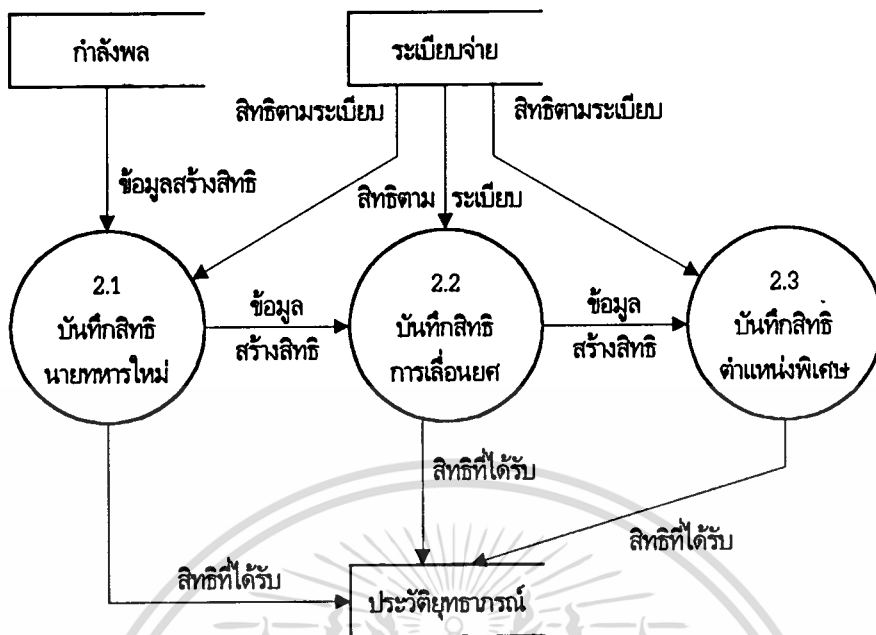 กำลังพล
ระเบียบจ่าย
สิทธิตามระเบียบ
สิทธิตามระเบียบ
ข้อมูลสร้างสิทธิ
สิทธิตาม ระเบียบ
2.1
บันทึกสิทธิ
นายทหารใหม่
ข้อมูล
สร้างสิทธิ
2.2
บันทึกสิทธิ
การเลื่อนยศ
ข้อมูล
สร้างสิทธิ
2.3
บันทึกสิทธิ
ตำแหน่งพิเศษ
สิทธิที่ได้รับ
สิทธิที่ได้รับ
สิทธิที่ได้รับ
ประวัติยุทธาภรณ์